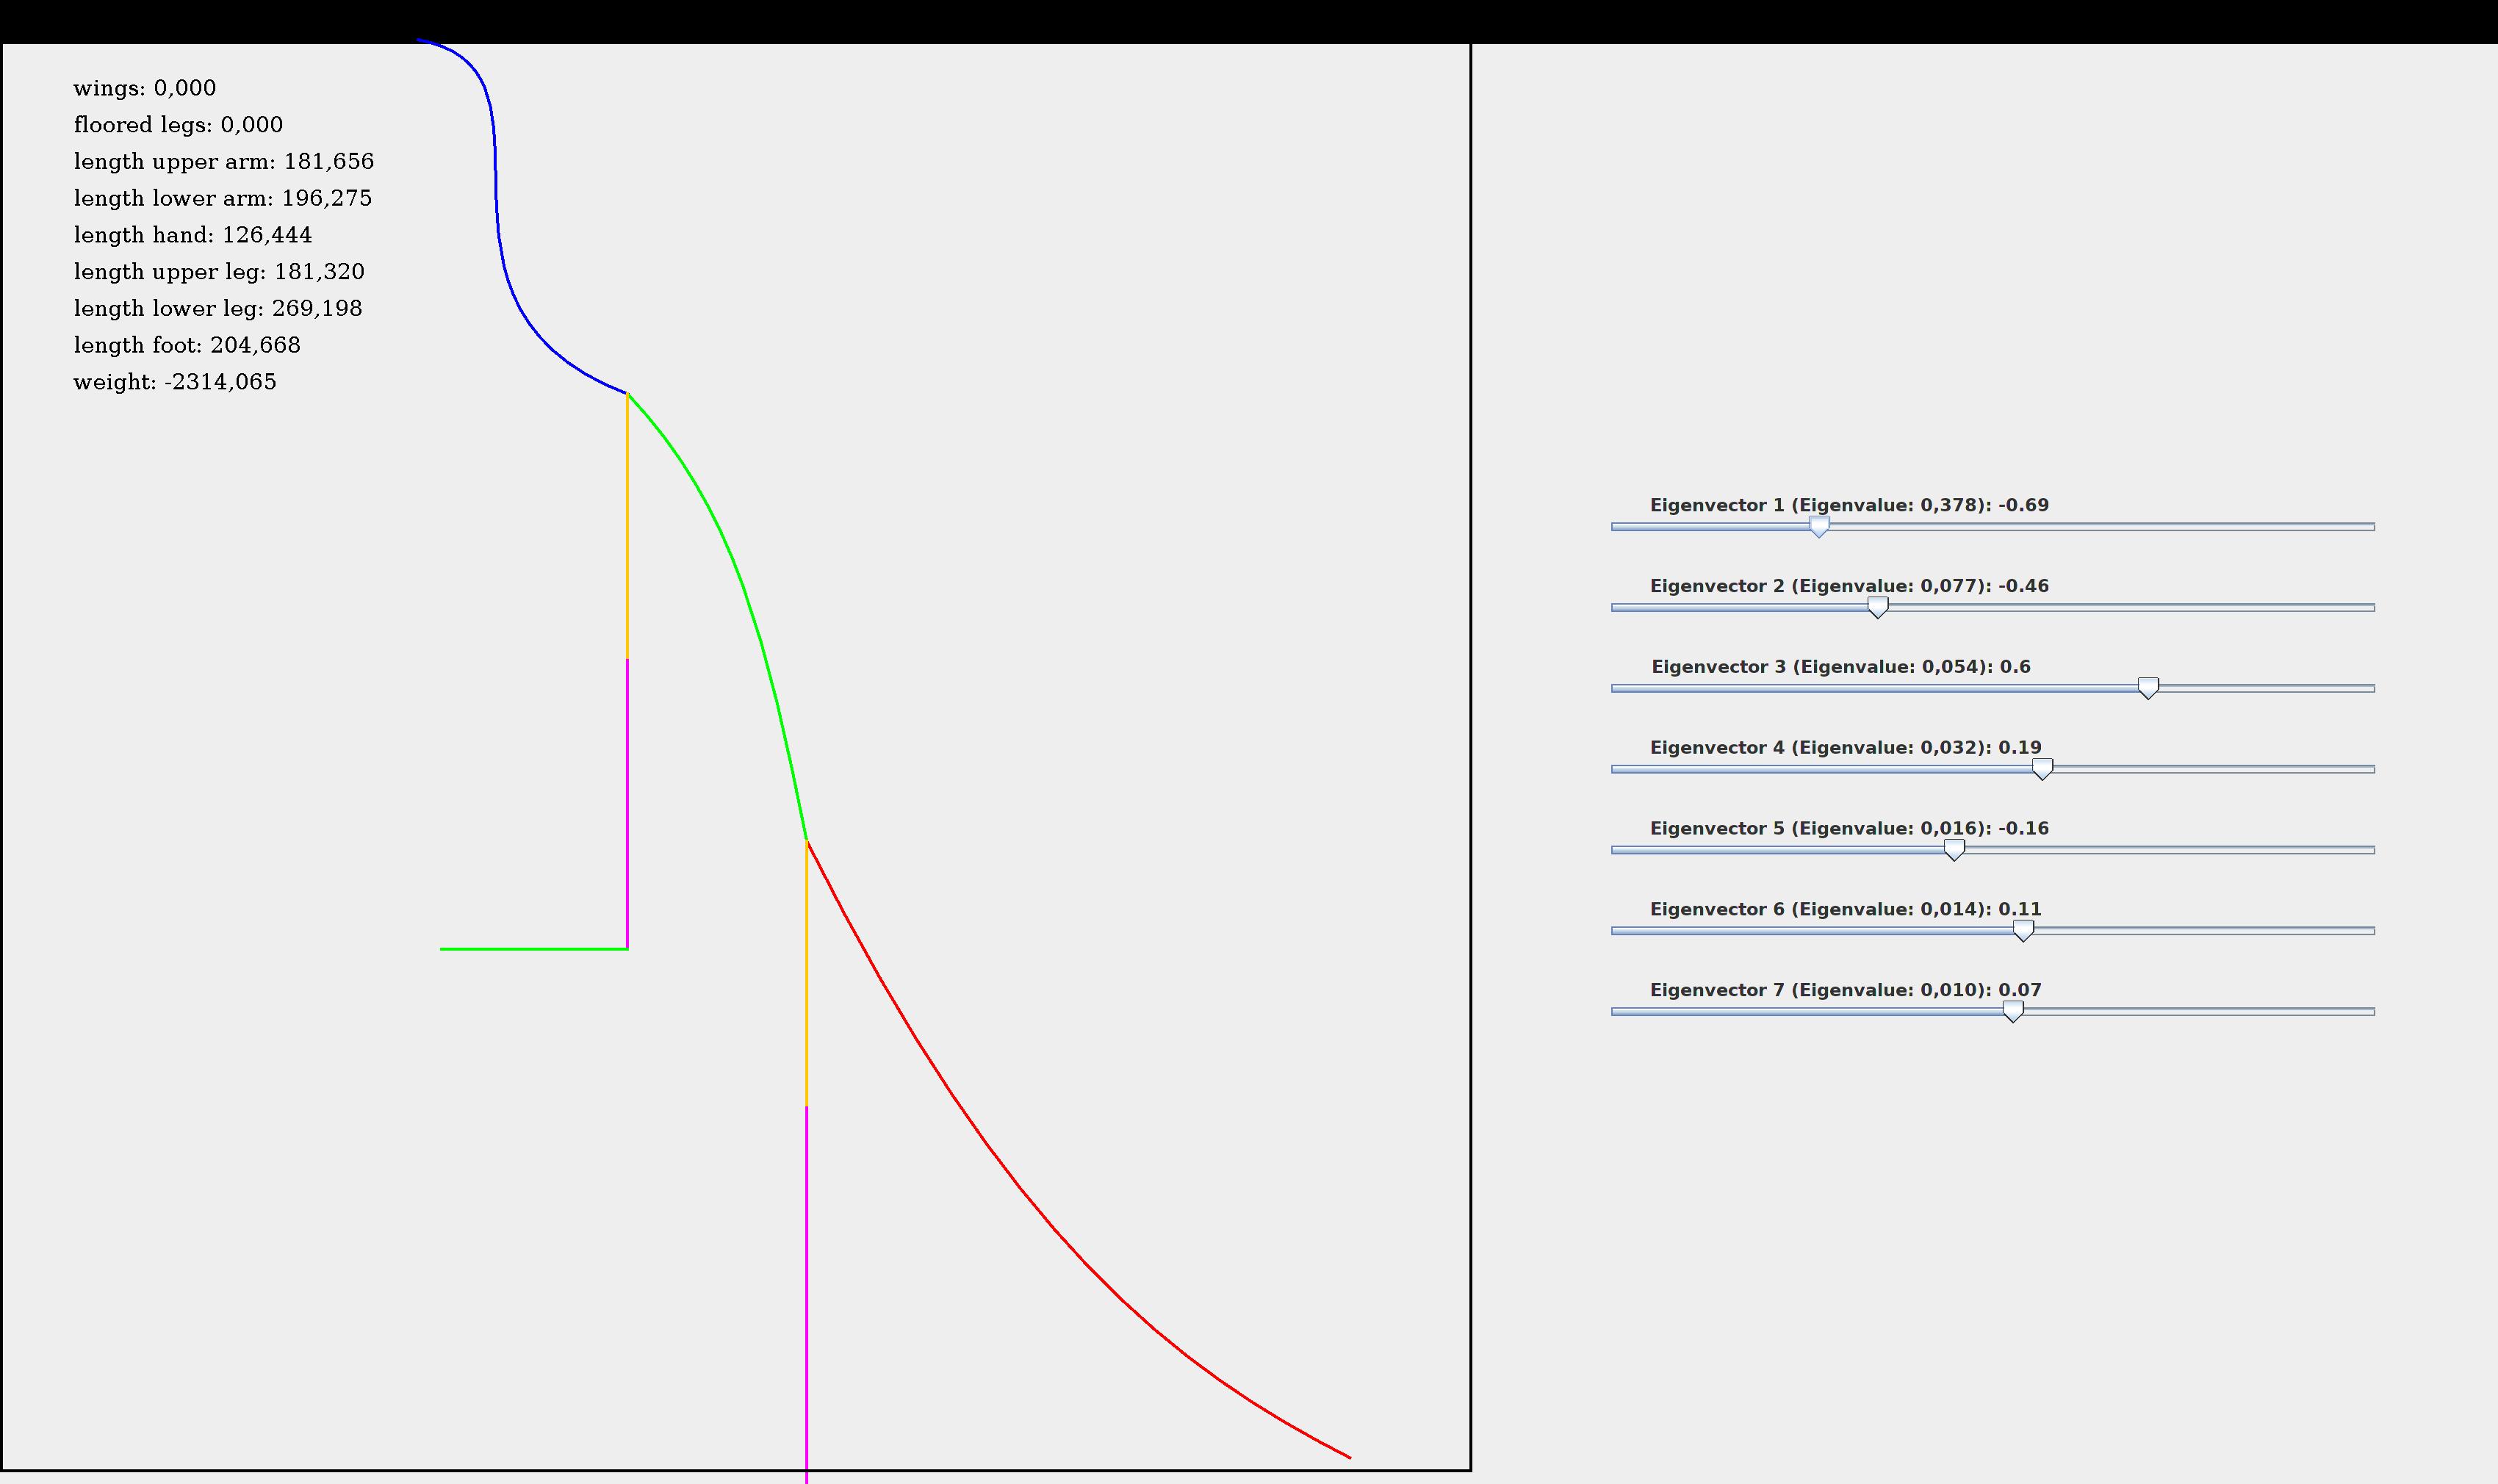 wings: 0,000
floored legs: 0,000
length upper arm: 181,656
length lower arm: 196,275
length hand: 126,444
length upper leg: 181,320
length lower leg: 269,198
length foot: 204,668
weight: -2314,065
Eigenvector 1 (Eigenvalue: 0,378): -0.69
Eigenvector 2 (Eigenvalue: 0,077): -0.46
Eigenvector 3 (Eigenvalue: 0,054): 0.6
Eigenvector 4 (Eigenvalue: 0,032): 0.19
Eigenvector 5 (Eigenvalue: 0,016): -0.16
Eigenvector 6 (Eigenvalue: 0,014): 0.11
Eigenvector 7 (Eigenvalue: 0,010): 0.07